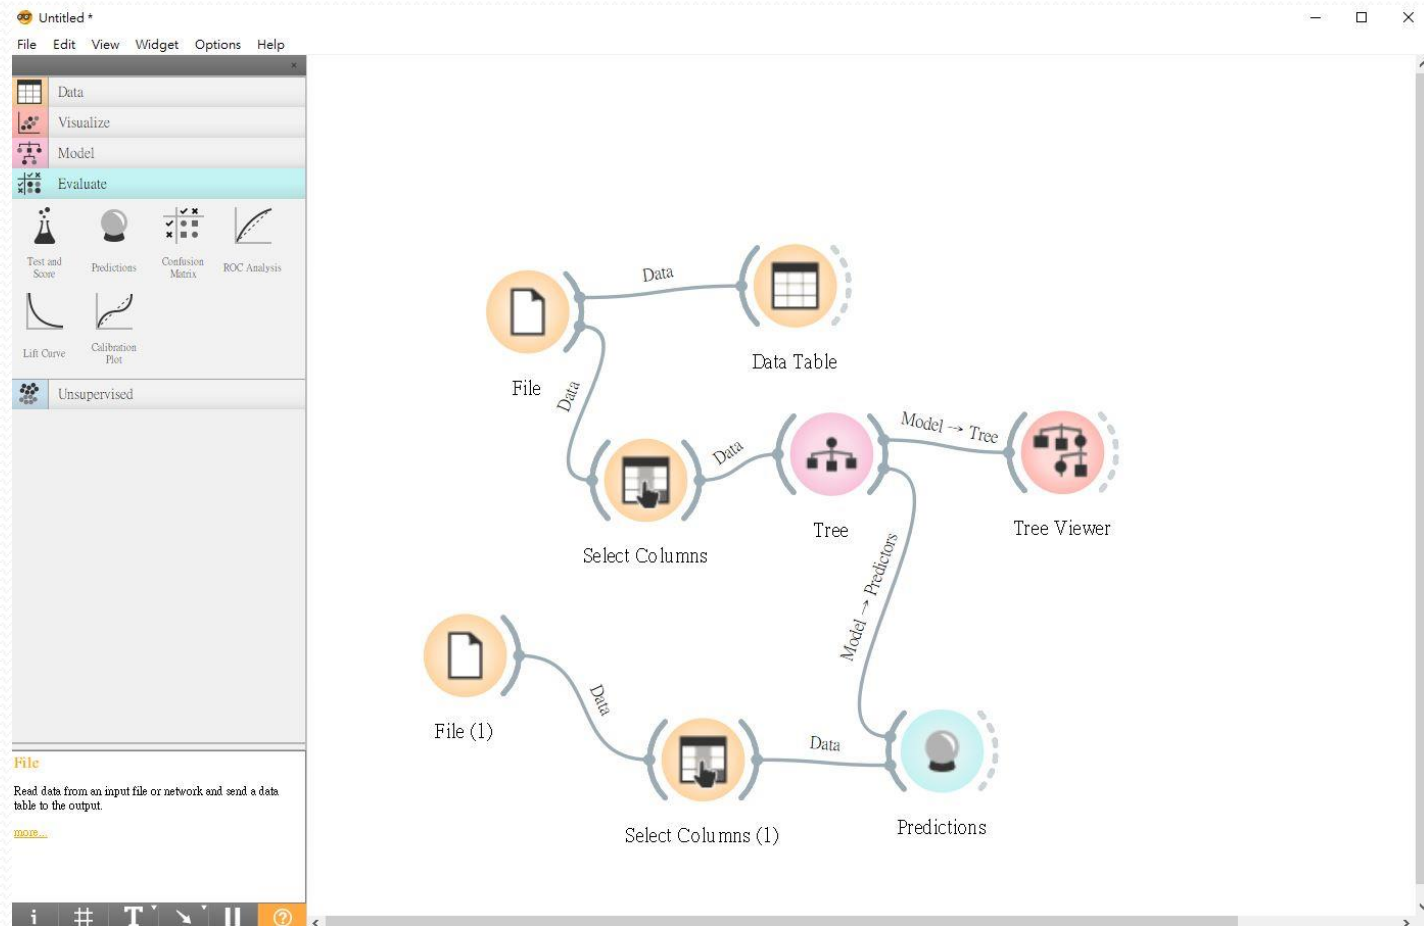 Untitled *
File Edit View Widget Options Help
Data
Visualize
Model
Evaluate
Test and
Score
Predictions
Confusion
Matrix
ROC Analysis
Lift Curve
Calibration
Plot
Unsupervised
File
Read data from an input file or network and send a data
table to the output.
more...
Data
Data Table
File
Data
Data
Model → Tree
Select Columns
Tree
Tree Viewer
Model → Predictors
File (1)
Data
Data
Select Columns (1)
Predictions